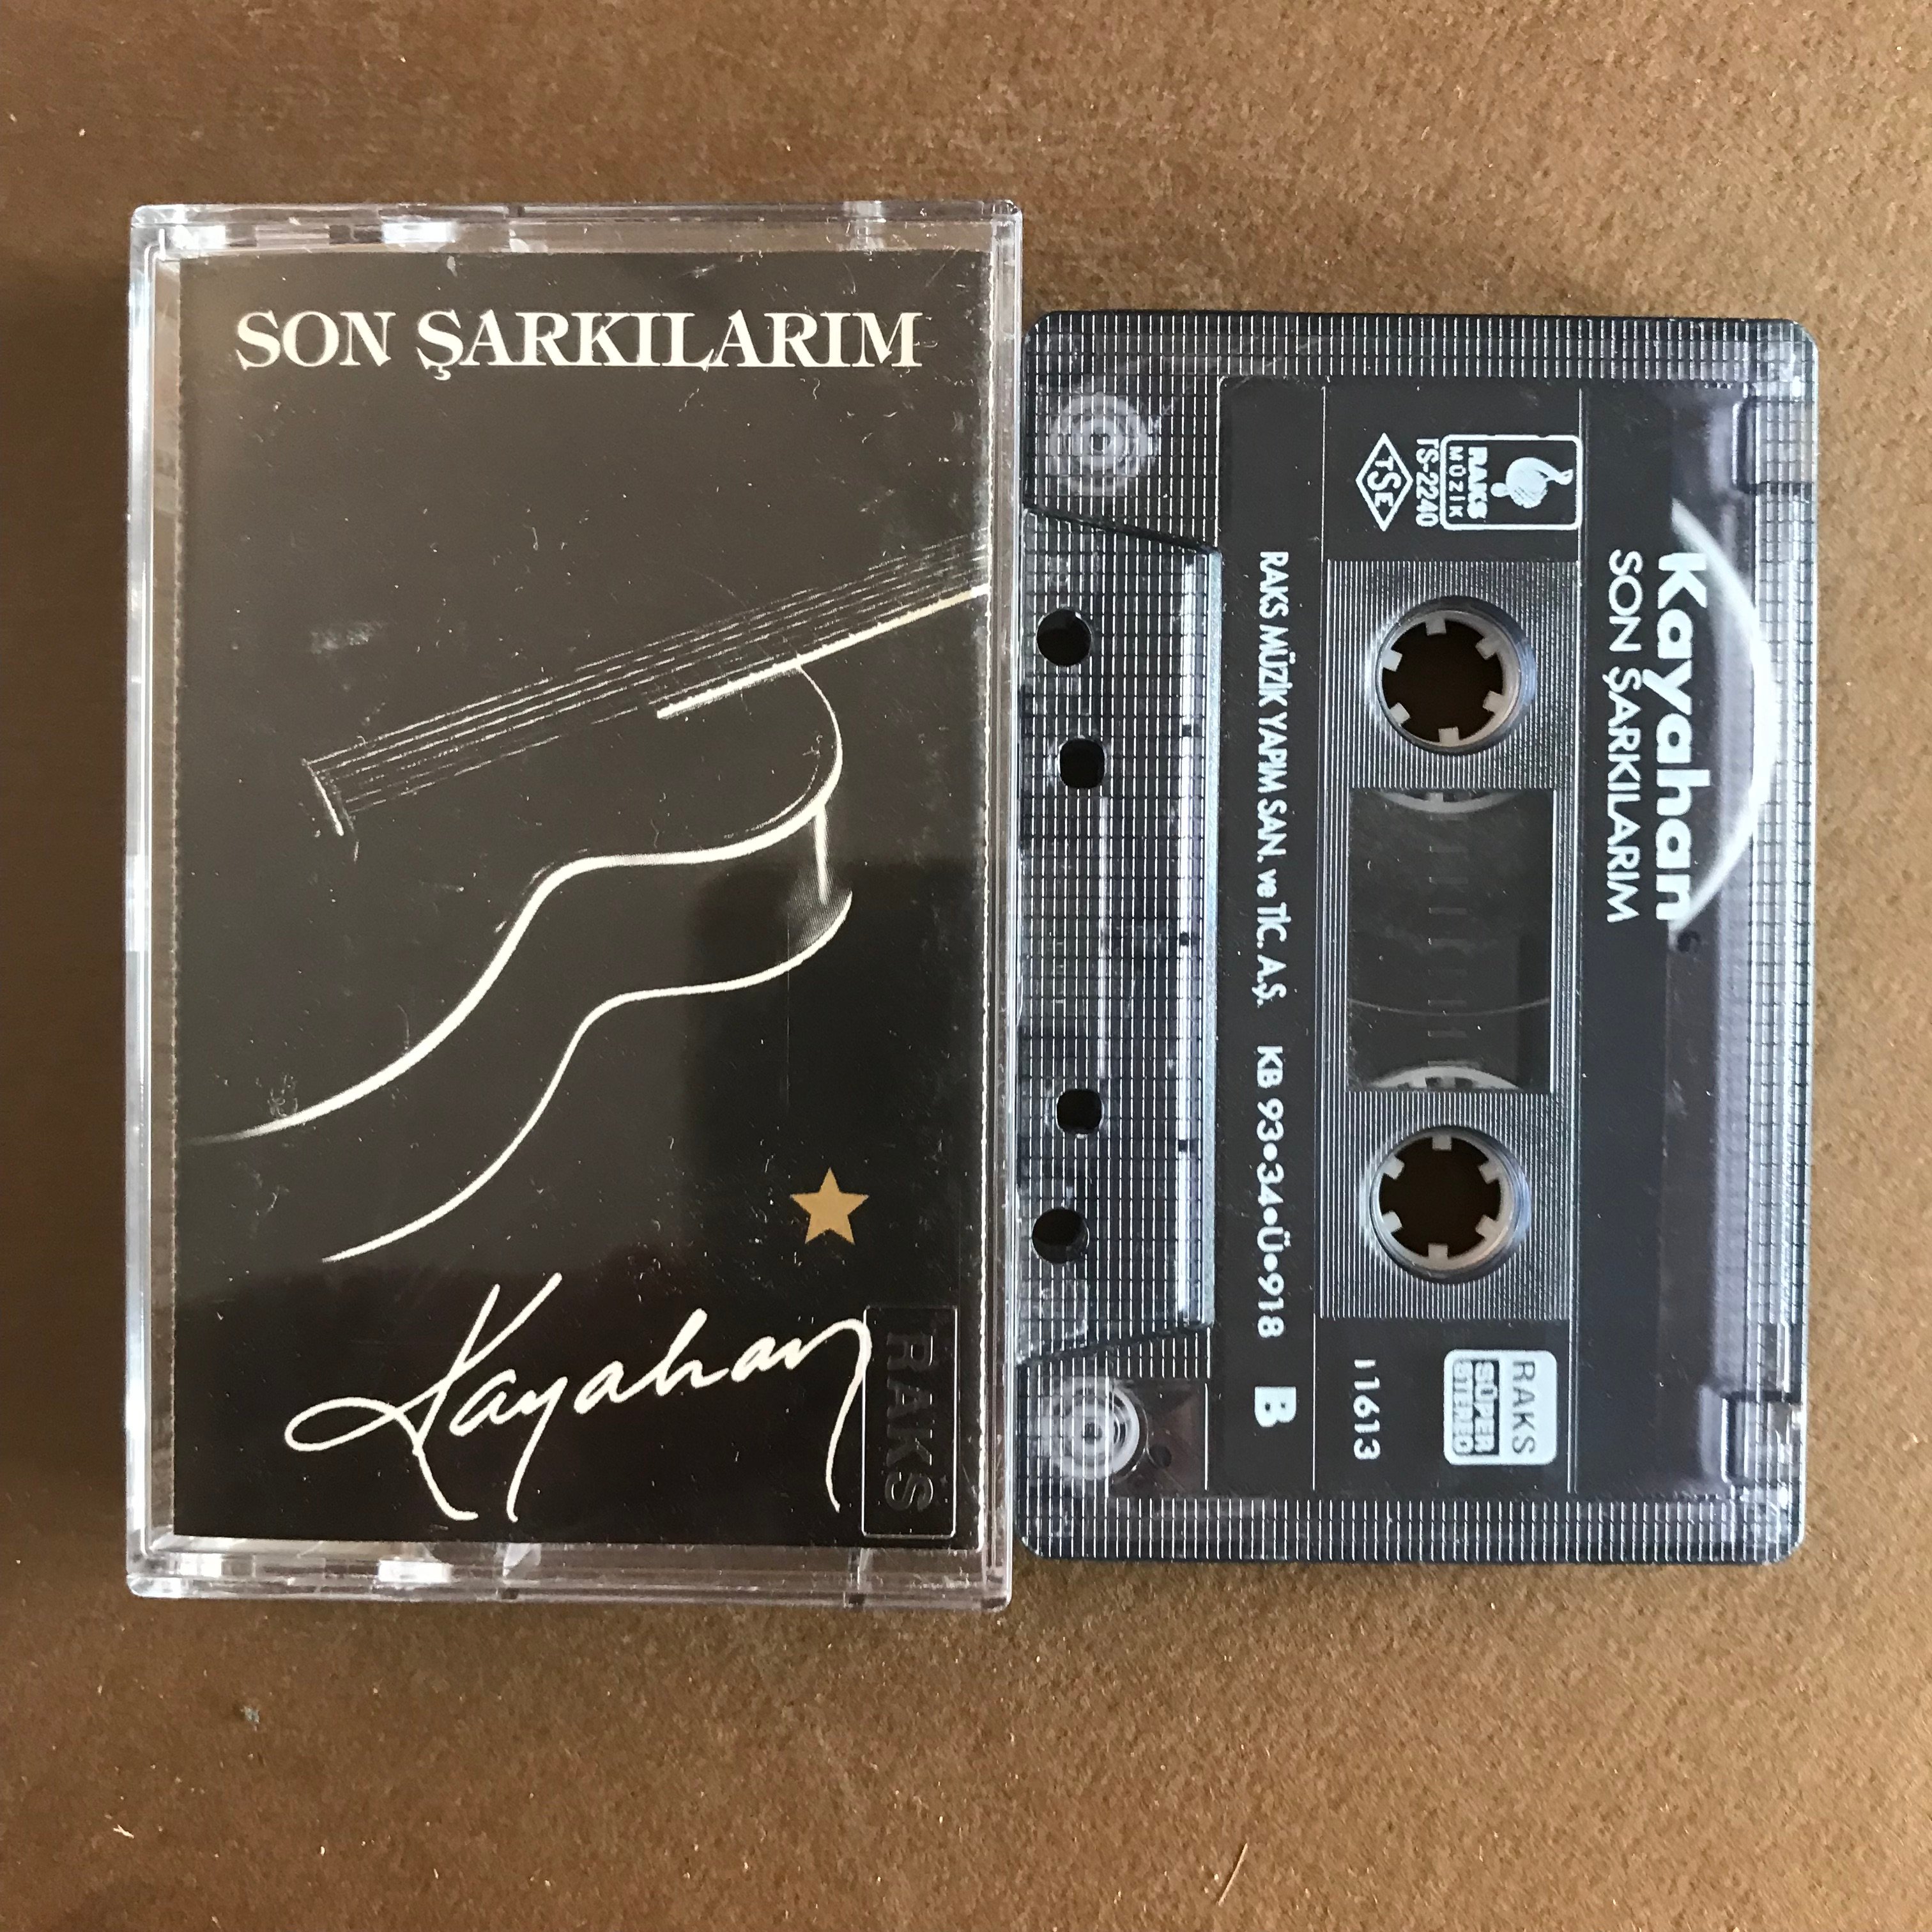 SON ŞARKILARIM
Kayahan
RAKS
Kayahan
SON ŞARKILARIM
RAKS
MÜZİK
TS-2240
TSE
RAKS
SÜPER
STEREO
11613
RAKS MÜZİK YAPIM SAN. ve TİC. A.Ş. KB 93•34•Ü•918 B